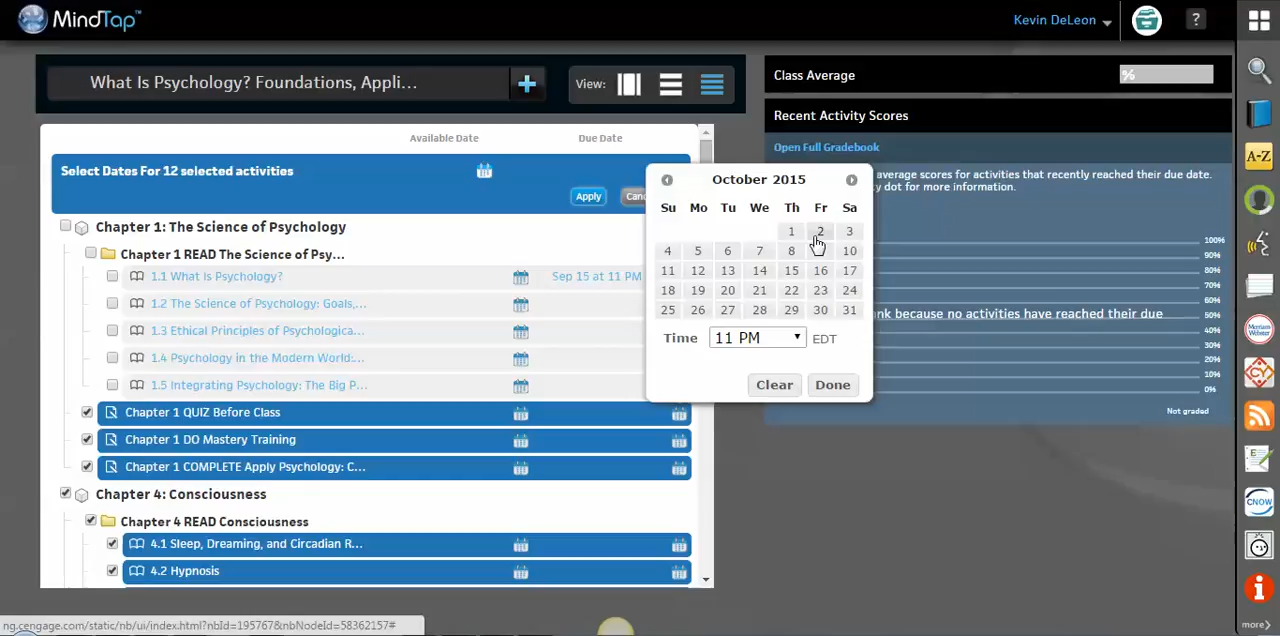 MindTap™
Kevin DeLeon
?
What Is Psychology? Foundations, Appli...
+
View:
Class Average
%
Recent Activity Scores
Open Full Gradebook
average scores for activities that recently reached their due date.
y dot for more information.
100%
90%
80%
70%
60%
50%
40%
30%
20%
10%
0%
nk because no activities have reached their due
Not graded
Available Date
Due Date
Select Dates For 12 selected activities
Apply
Canc
Chapter 1: The Science of Psychology
Chapter 1 READ The Science of Psy...
1.1 What Is Psychology?
Sep 15 at 11 PM
1.2 The Science of Psychology: Goals,...
1.3 Ethical Principles of Psychologica...
1.4 Psychology in the Modern World:...
1.5 Integrating Psychology: The Big P...
Chapter 1 QUIZ Before Class
Chapter 1 DO Mastery Training
Chapter 1 COMPLETE Apply Psychology: C...
Chapter 4: Consciousness
Chapter 4 READ Consciousness
4.1 Sleep, Dreaming, and Circadian R...
4.2 Hypnosis
October 2015
Su Mo Tu We Th Fr Sa
1 2 3
4 5 6 7 8 10
11 12 13 14 15 16 17
18 19 20 21 22 23 24
25 26 27 28 29 30 31
Time 11 PM EDT
Clear Done
A-Z
Merriam
Webster
CY
CNOW
i
more>
ng.cengage.com/static/nb/ui/index.html?nbId=195767&nbNodeId=58362157#